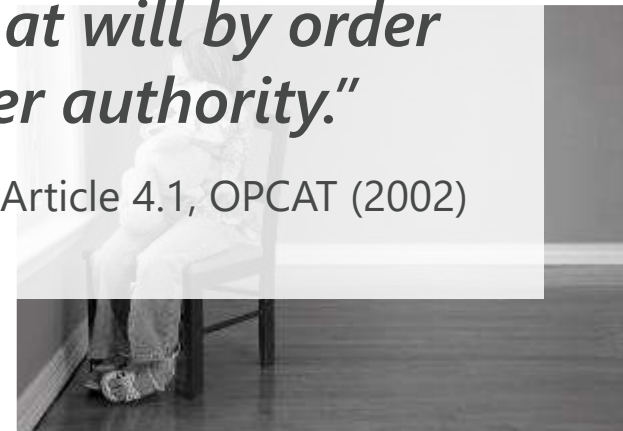 at will by order
er authority.”
Article 4.1, OPCAT (2002)